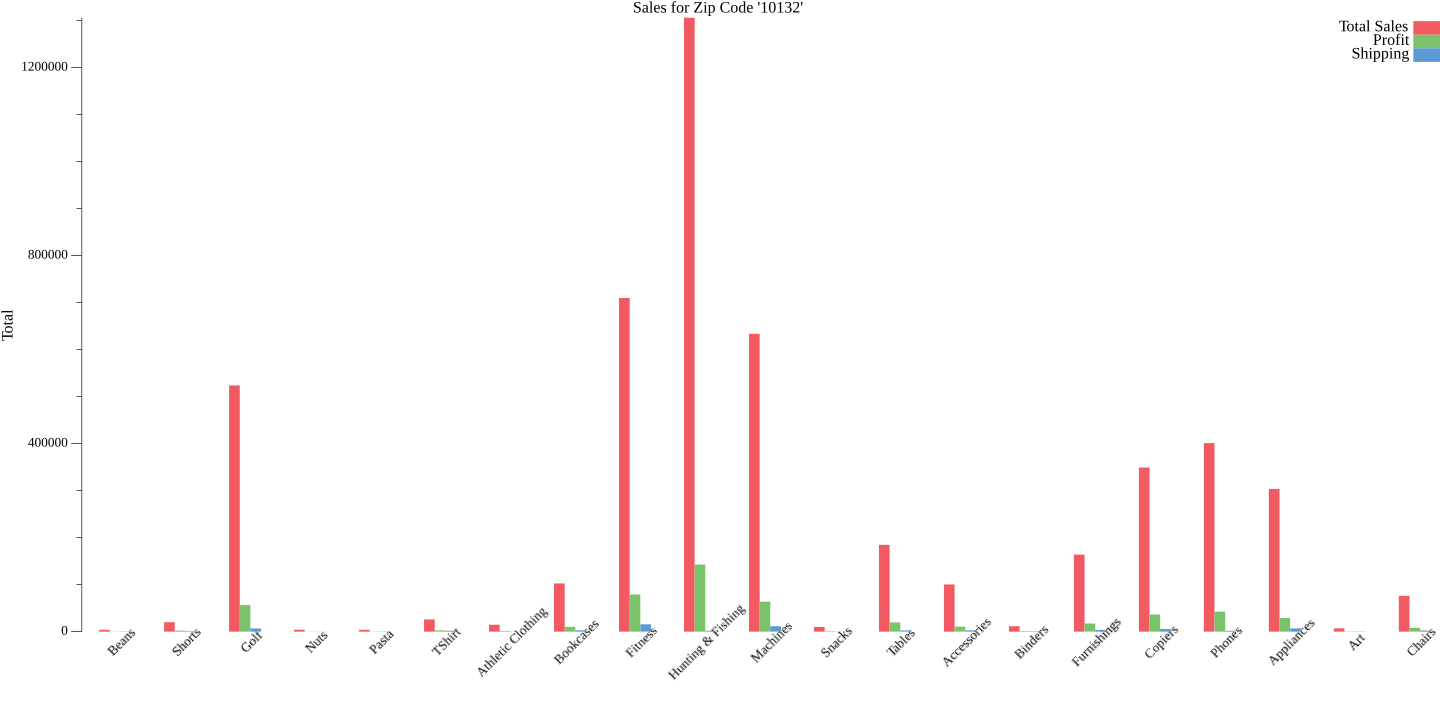 Sales for Zip Code '10132'
Total Sales
Profit
Shipping
1200000
800000
400000
0
Total
Beans
Shorts
Golf
Nuts
Pasta
TShirt
Athletic Clothing
Bookcases
Fitness
Hunting & Fishing
Machines
Snacks
Tables
Accessories
Binders
Furnishings
Copiers
Phones
Appliances
Art
Chairs